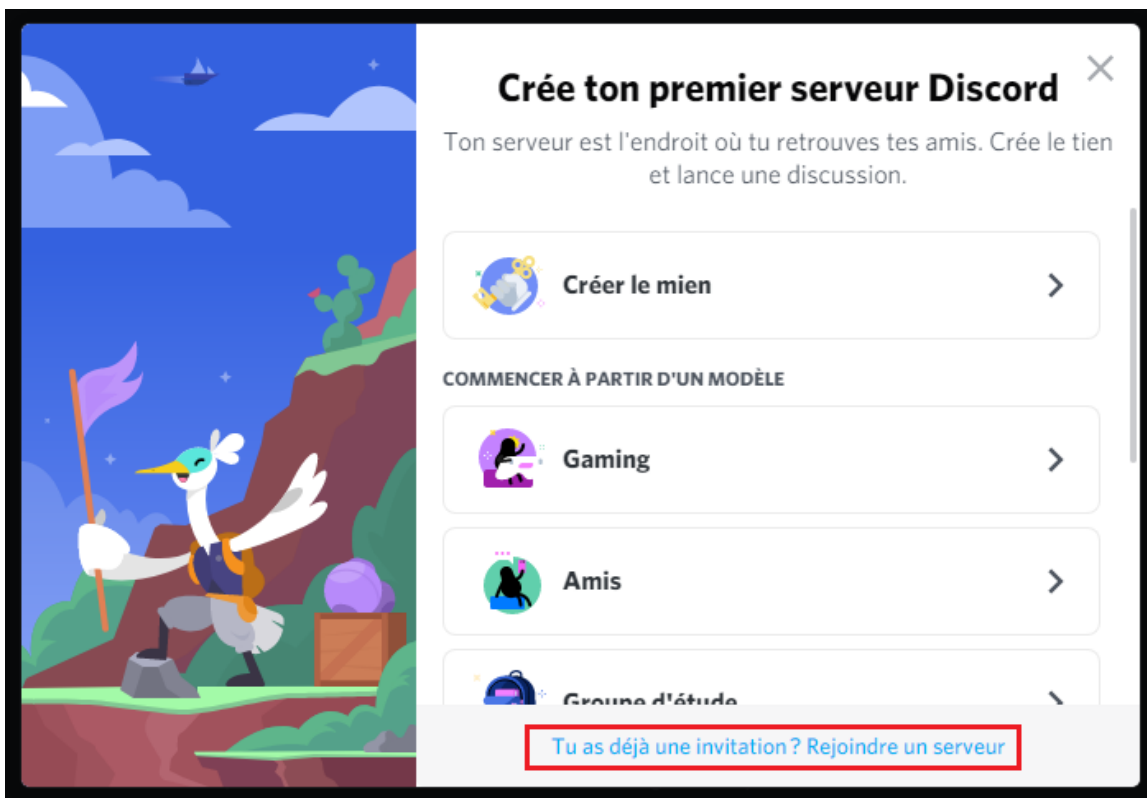 Crée ton premier serveur Discord
Ton serveur est l'endroit où tu retrouves tes amis. Crée le tien
et lance une discussion.
Créer le mien
COMMENCER À PARTIR D'UN MODÈLE
Gaming
Amis
Groupe d'étude
Tu as déjà une invitation ? Rejoindre un serveur